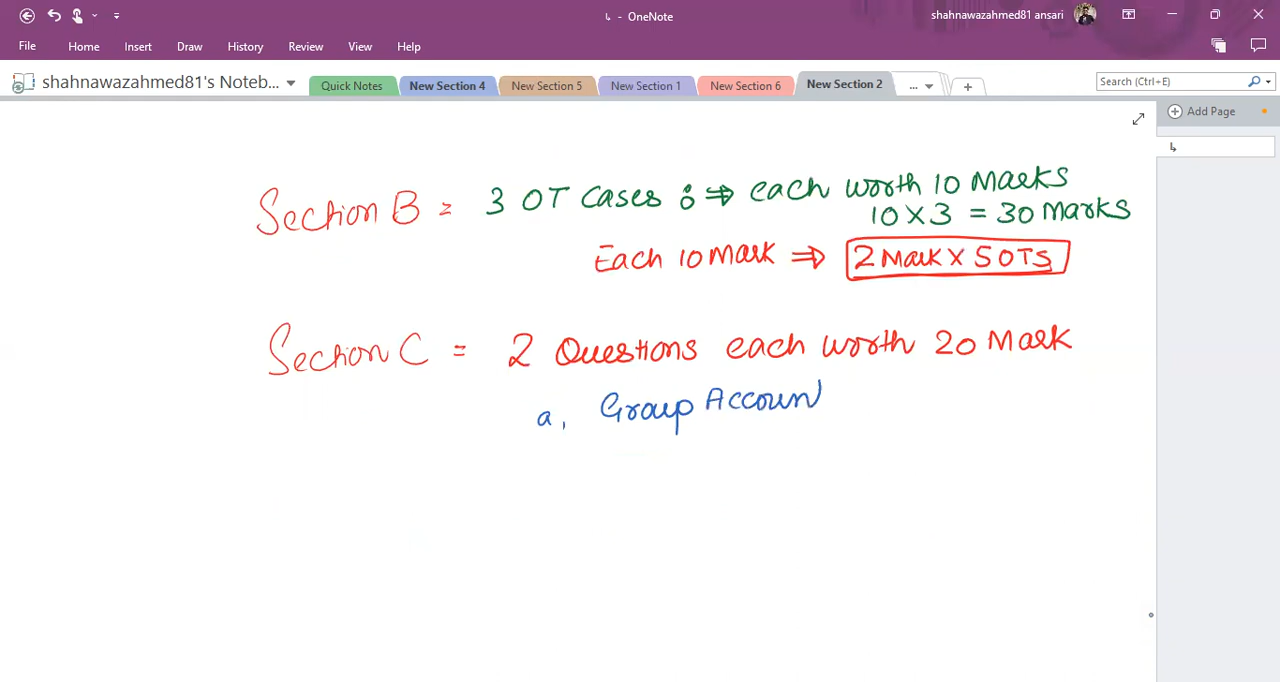 ↳ - OneNote
shahnawazahmed81 ansari
File Home Insert Draw History Review View Help
shahnawazahmed81's Noteb... Quick Notes New Section 4 New Section 5 New Section 1 New Section 6 New Section 2 ... +
Search (Ctrl+E)
Add Page
↳
Section B = 3 OT Cases : ⇒ each worth 10 Marks
10 X 3 = 30 Marks
Each 10 Mark ⇒ 2 Mark X 5 OTS
Section C = 2 Questions each worth 20 Mark
a, Group Accoun